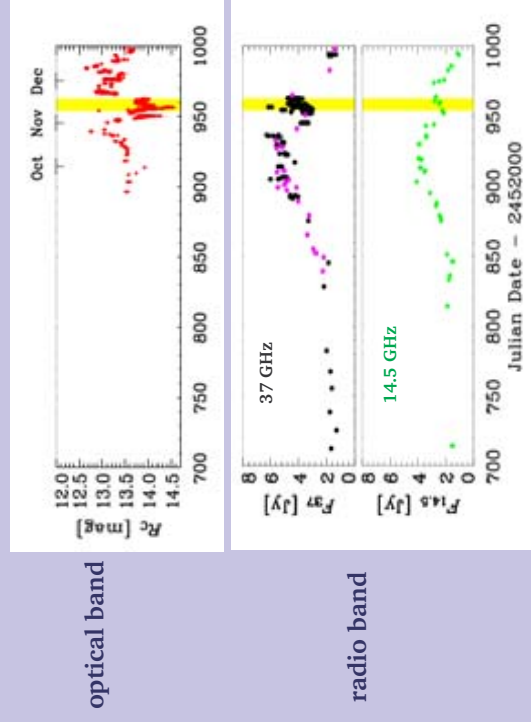 optical band
Oct Nov Dec
R_C [mag]
12.0
12.5
13.0
13.5
14.0
14.5
700 750 800 850 900 950 1000
radio band
37 GHz
F_37 [Jy]
8
6
4
2
0
14.5 GHz
F_14.5 [Jy]
8
6
4
2
0
700 750 800 850 900 950 1000
Julian Date - 2452000